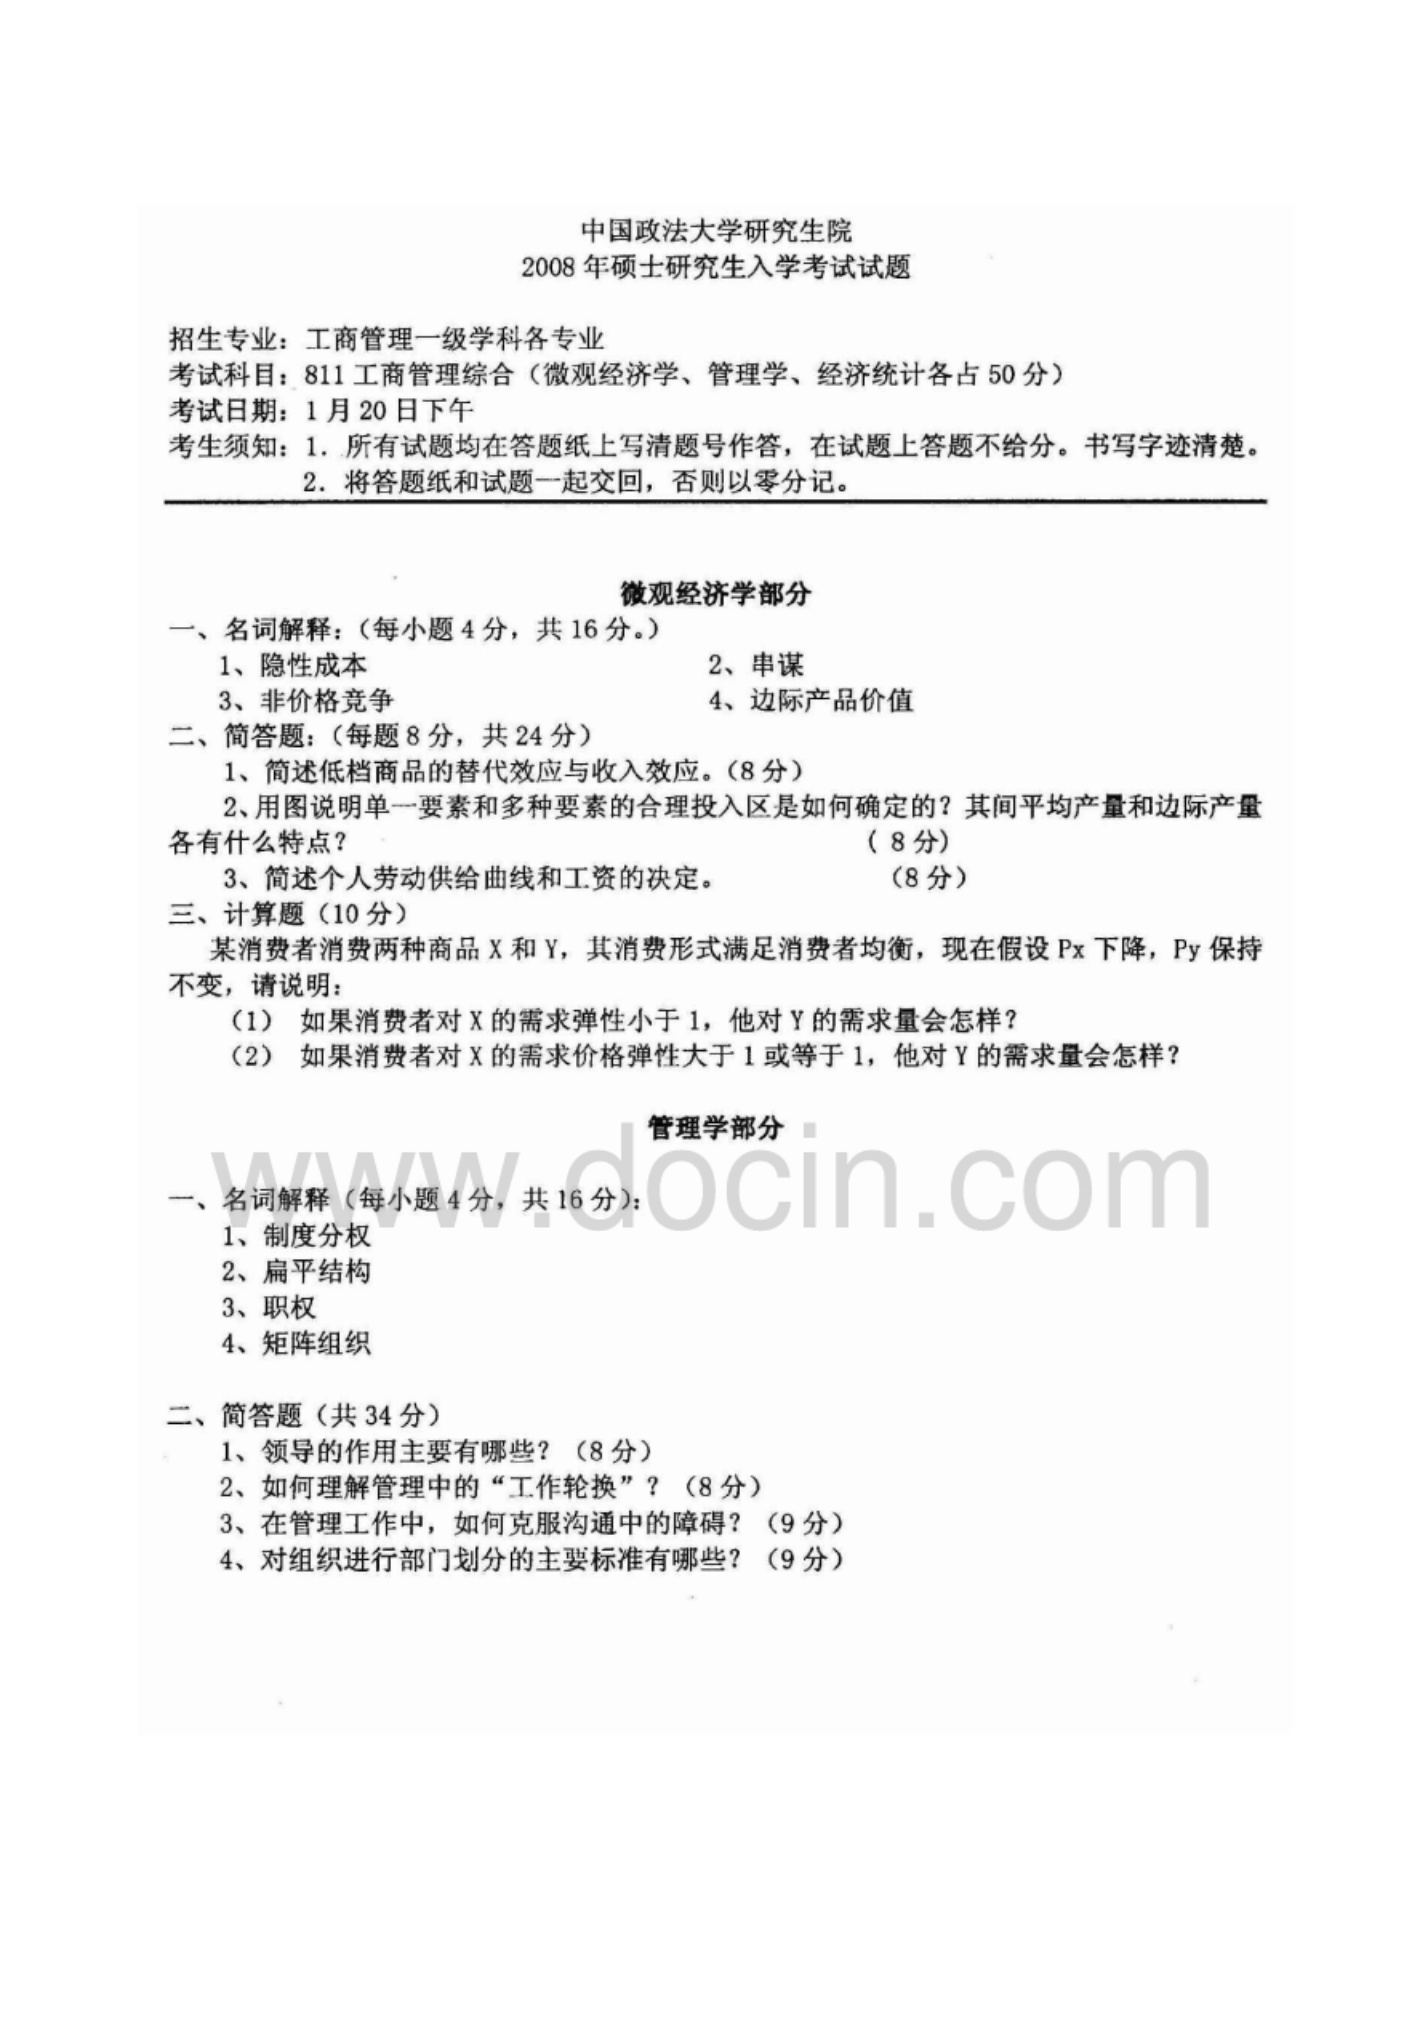 中国政法大学研究生院
2008年硕士研究生入学考试试题
招生专业：工商管理一级学科各专业
考试科目：811工商管理综合（微观经济学、管理学、经济统计各占50分）
考试日期：1月20日下午
考生须知：1．所有试题均在答题纸上写清题号作答，在试题上答题不给分。书写字迹清楚。
2．将答题纸和试题一起交回，否则以零分记。
微观经济学部分
一、名词解释：（每小题4分，共16分。）
1、隐性成本 2、串谋
3、非价格竞争 4、边际产品价值
二、简答题：（每题8分，共24分）
1、简述低档商品的替代效应与收入效应。（8分）
2、用图说明单一要素和多种要素的合理投入区是如何确定的？其间平均产量和边际产量
各有什么特点？ （ 8分）
3、简述个人劳动供给曲线和工资的决定。 （8分）
三、计算题（10分）
某消费者消费两种商品X和Y，其消费形式满足消费者均衡，现在假设Px下降，Py保持
不变，请说明：
（1） 如果消费者对X的需求弹性小于1，他对Y的需求量会怎样？
（2） 如果消费者对X的需求价格弹性大于1或等于1，他对Y的需求量会怎样？
管理学部分
www.docin.com
一、名词解释（每小题4分，共16分）：
1、制度分权
2、扁平结构
3、职权
4、矩阵组织
二、简答题（共34分）
1、领导的作用主要有哪些？（8分）
2、如何理解管理中的“工作轮换”？（8分）
3、在管理工作中，如何克服沟通中的障碍？（9分）
4、对组织进行部门划分的主要标准有哪些？（9分）